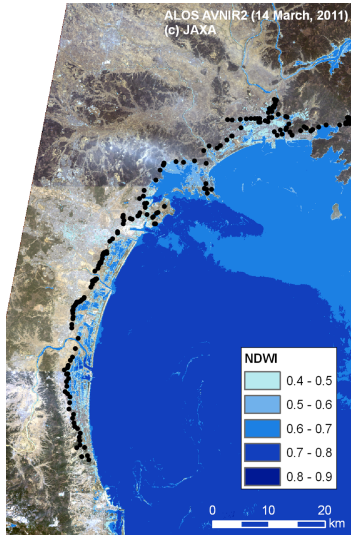 ALOS AVNIR2 (14 March, 2011)
(c) JAXA
NDWI
0.4 - 0.5
0.5 - 0.6
0.6 - 0.7
0.7 - 0.8
0.8 - 0.9
0 10 20
km